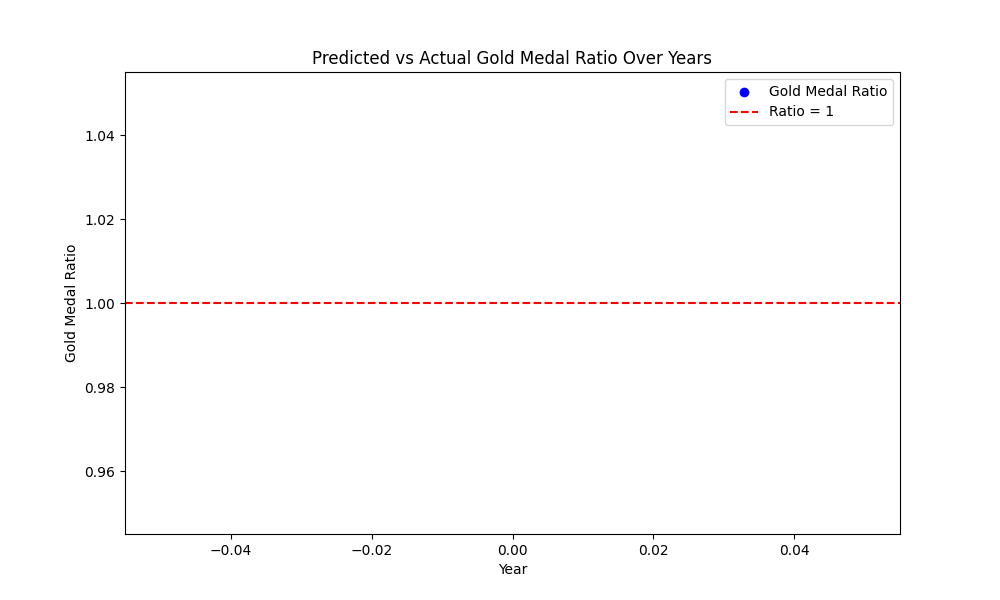 Predicted vs Actual Gold Medal Ratio Over Years
Gold Medal Ratio
Ratio = 1
Gold Medal Ratio
1.04
1.02
1.00
0.98
0.96
−0.04
−0.02
0.00
0.02
0.04
Year